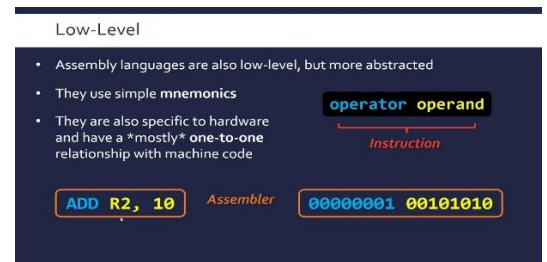 Low-Level
• Assembly languages are also low-level, but more abstracted
• They use simple mnemonics
• They are also specific to hardware
and have a *mostly* one-to-one
relationship with machine code
operator operand
Instruction
ADD R2, 10
Assembler
00000001 00101010